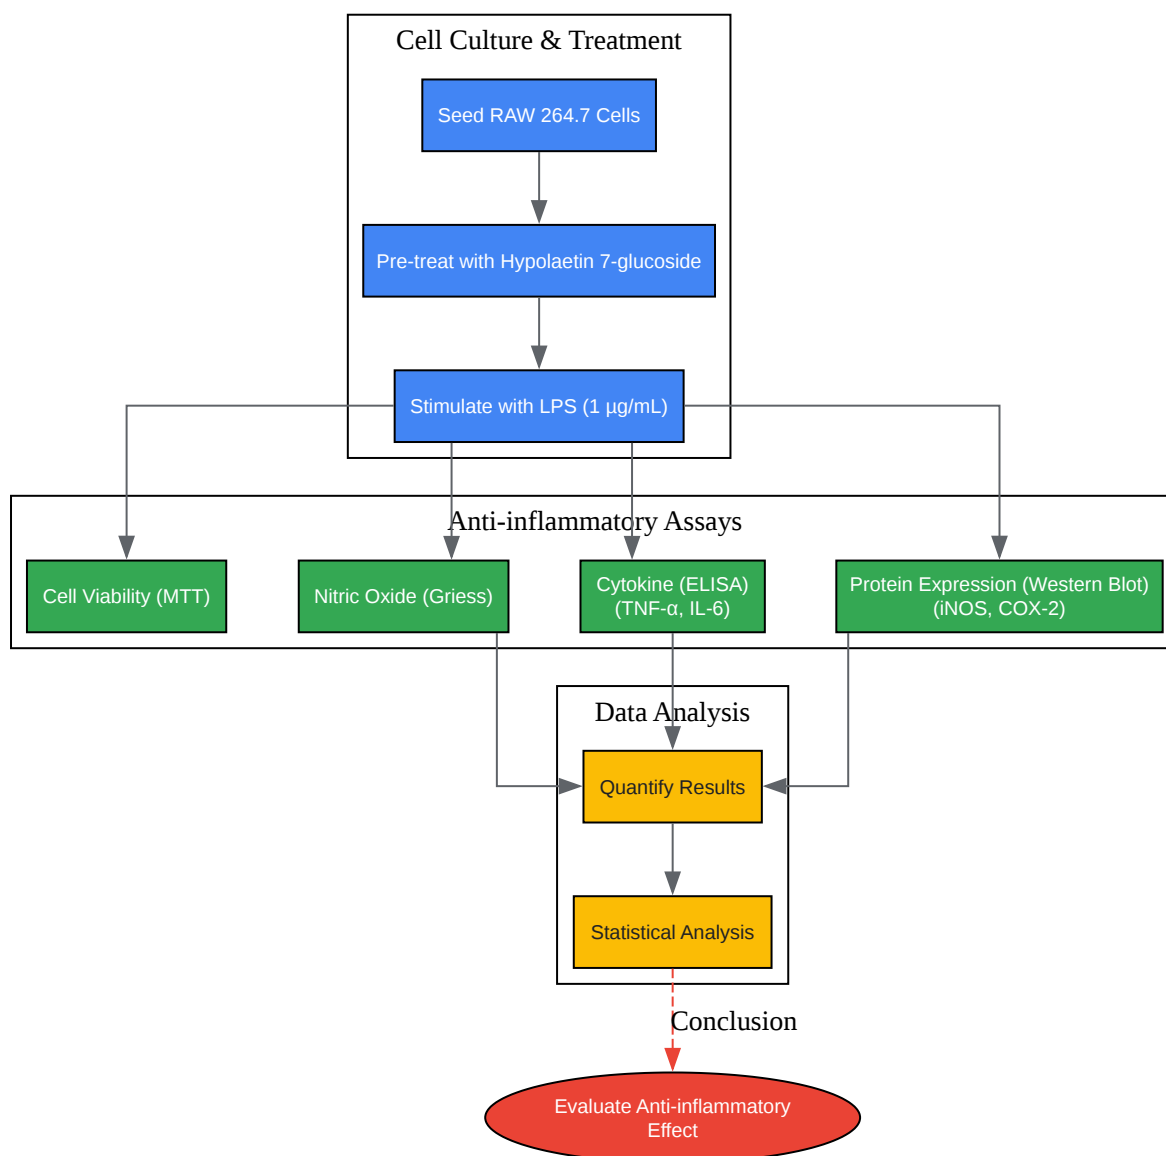 Cell Culture & Treatment
Seed RAW 264.7 Cells
Pre-treat with Hypolaetin 7-glucoside
Stimulate with LPS (1 µg/mL)
Anti-inflammatory Assays
Cell Viability (MTT)
Nitric Oxide (Griess)
Cytokine (ELISA)
(TNF-α, IL-6)
Protein Expression (Western Blot)
(iNOS, COX-2)
Data Analysis
Quantify Results
Statistical Analysis
Conclusion
Evaluate Anti-inflammatory
Effect